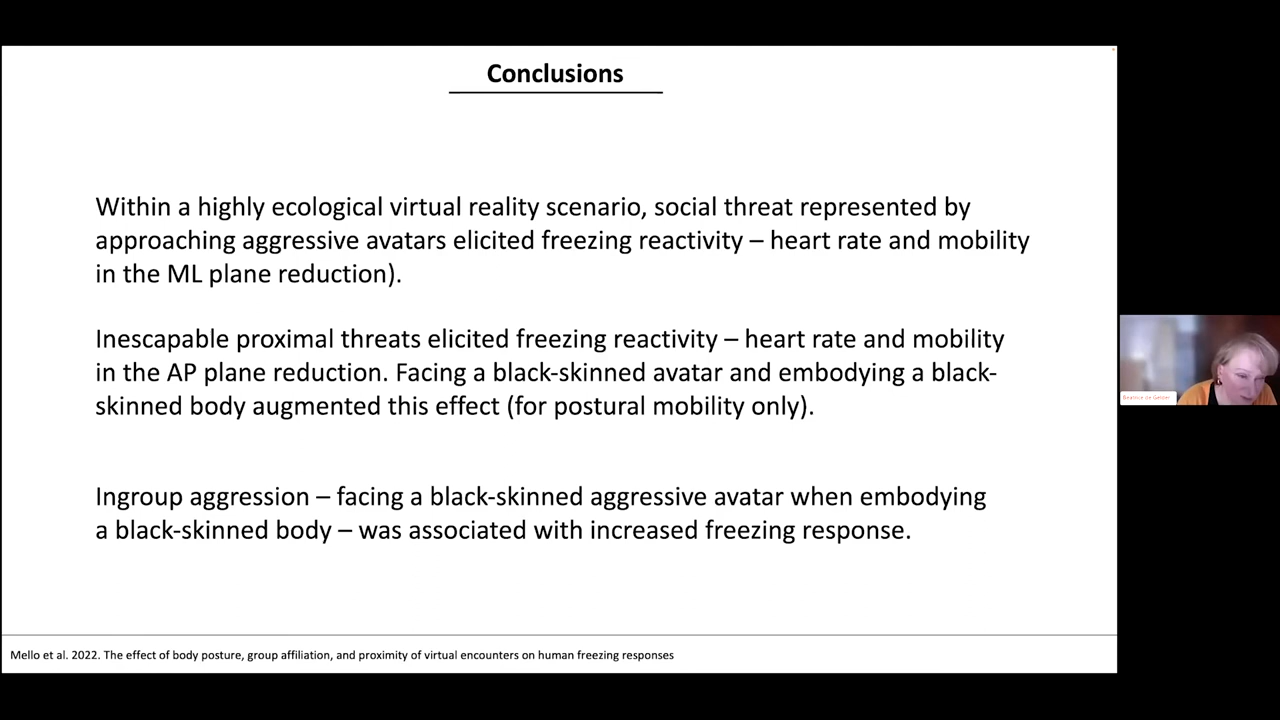 Conclusions
Within a highly ecological virtual reality scenario, social threat represented by
approaching aggressive avatars elicited freezing reactivity – heart rate and mobility
in the ML plane reduction).
Inescapable proximal threats elicited freezing reactivity – heart rate and mobility
in the AP plane reduction. Facing a black-skinned avatar and embodying a black-
skinned body augmented this effect (for postural mobility only).
Ingroup aggression – facing a black-skinned aggressive avatar when embodying
a black-skinned body – was associated with increased freezing response.
Mello et al. 2022. The effect of body posture, group affiliation, and proximity of virtual encounters on human freezing responses
Beatrice de Gelder